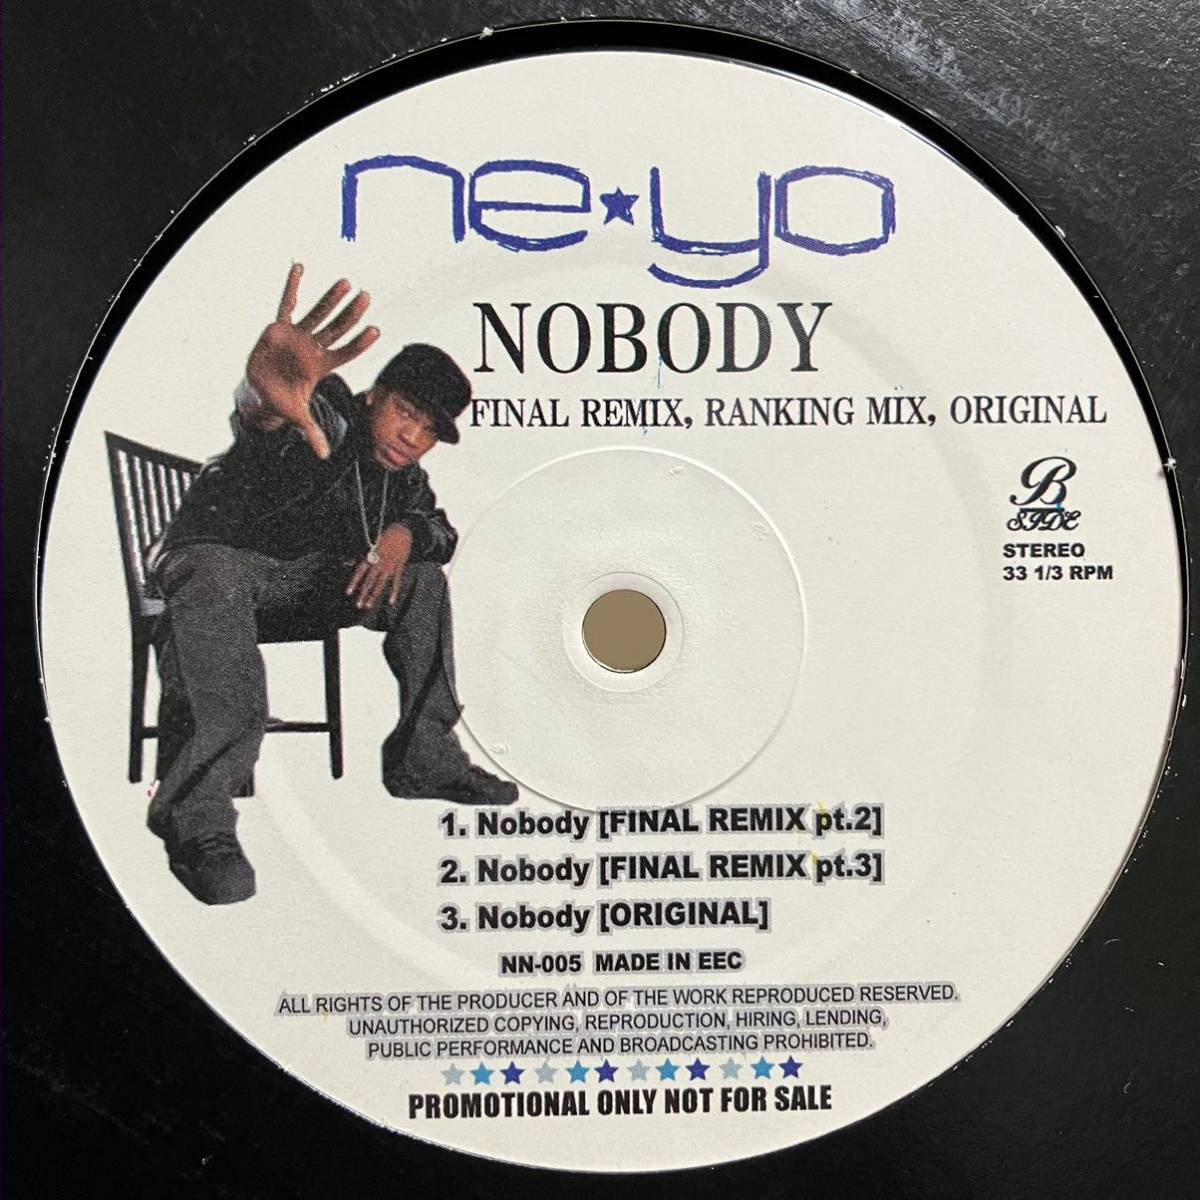 ne★yo
NOBODY
FINAL REMIX, RANKING MIX, ORIGINAL
B
SIDE
STEREO
33 1/3 RPM
1. Nobody [FINAL REMIX pt.2]
2. Nobody [FINAL REMIX pt.3]
3. Nobody [ORIGINAL]
NN-005 MADE IN EEC
ALL RIGHTS OF THE PRODUCER AND OF THE WORK REPRODUCED RESERVED.
UNAUTHORIZED COPYING, REPRODUCTION, HIRING, LENDING,
PUBLIC PERFORMANCE AND BROADCASTING PROHIBITED.
PROMOTIONAL ONLY NOT FOR SALE